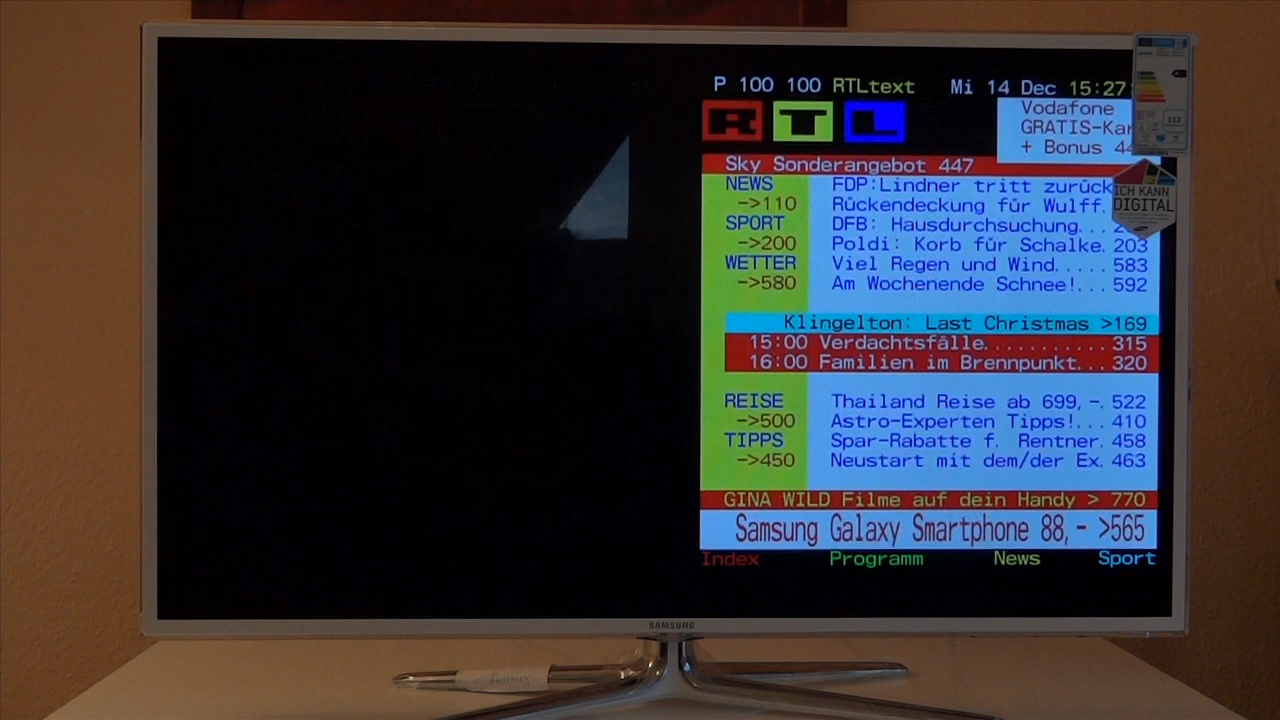 P 100 100 RTLtext Mi 14 Dec 15:27
R T L
Vodafone
GRATIS-Kar
+ Bonus 44
Sky Sonderangebot 447
NEWS FDP:Lindner tritt zurück
->110 Rückendeckung für Wulff.
SPORT DFB: Hausdurchsuchung...
->200 Poldi: Korb für Schalke. 203
WETTER Viel Regen und Wind..... 583
->580 Am Wochenende Schnee!... 592
Klingelton: Last Christmas >169
15:00 Verdachtsfälle........... 315
16:00 Familien im Brennpunkt... 320
REISE Thailand Reise ab 699,-. 522
->500 Astro-Experten Tipps!... 410
TIPPS Spar-Rabatte f. Rentner. 458
->450 Neustart mit dem/der Ex. 463
GINA WILD Filme auf dein Handy > 770
Samsung Galaxy Smartphone 88,- >565
Index Programm News Sport
112
ICH KANN
DIGITAL
SAMSUNG